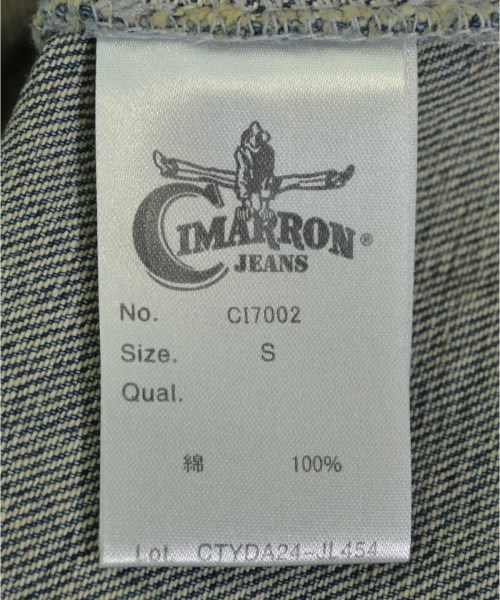 CIMARRON®
JEANS
No. CI7002
Size. S
Qual.
綿 100%
Lot CTYDA24-JL454